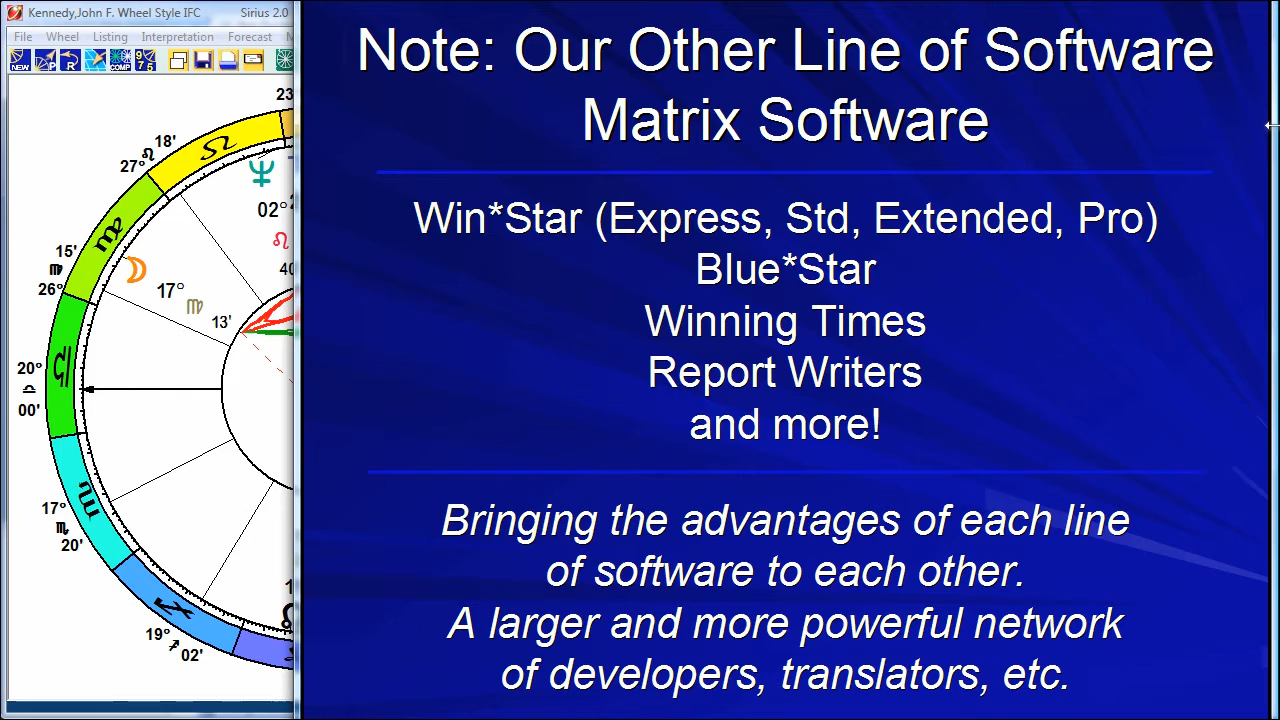 Kennedy,John F. Wheel Style IFC Sirius 2.0
File Wheel Listing Interpretation Forecast
NEW P R COMP
Note: Our Other Line of Software
Matrix Software
Win*Star (Express, Std, Extended, Pro)
Blue*Star
Winning Times
Report Writers
and more!
Bringing the advantages of each line
of software to each other.
A larger and more powerful network
of developers, translators, etc.
23
18'
27° ♌
♌
♆
02°
♌
40
♍
15'
♍
26°
☽
17°
♍
13'
♎
20°
♎
00'
♏
17°
♏
20'
♐
19° ♐ 02'